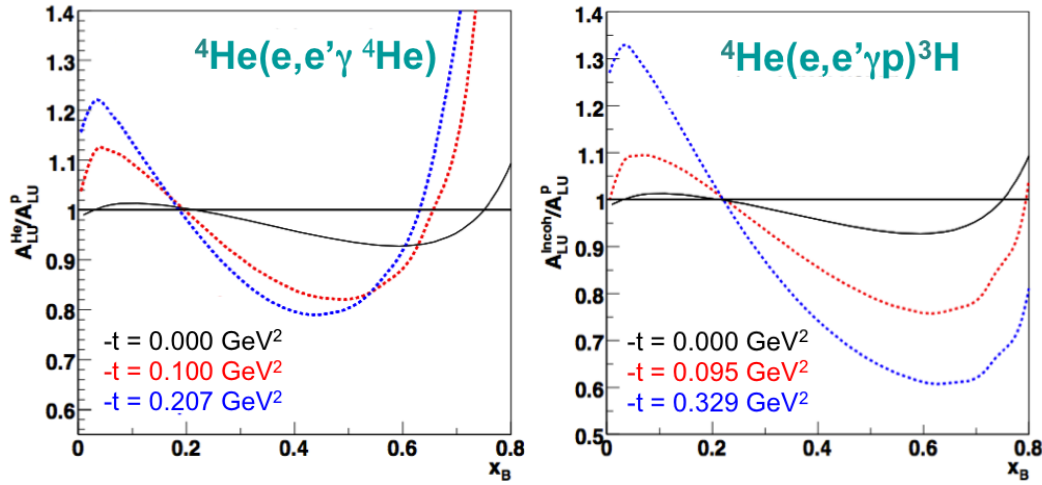 ⁴He(e,e’γ ⁴He)
1.4
1.3
1.2
1.1
1
0.9
0.8
0.7
0.6
A_LU^He/A_LU^p
-t = 0.000 GeV²
-t = 0.100 GeV²
-t = 0.207 GeV²
0 0.2 0.4 0.6 0.8
x_B
⁴He(e,e’γp)³H
1.4
1.3
1.2
1.1
1
0.9
0.8
0.7
0.6
0.5
A_LU^Incoh/A_LU^p
-t = 0.000 GeV²
-t = 0.095 GeV²
-t = 0.329 GeV²
0 0.2 0.4 0.6 0.8
x_B